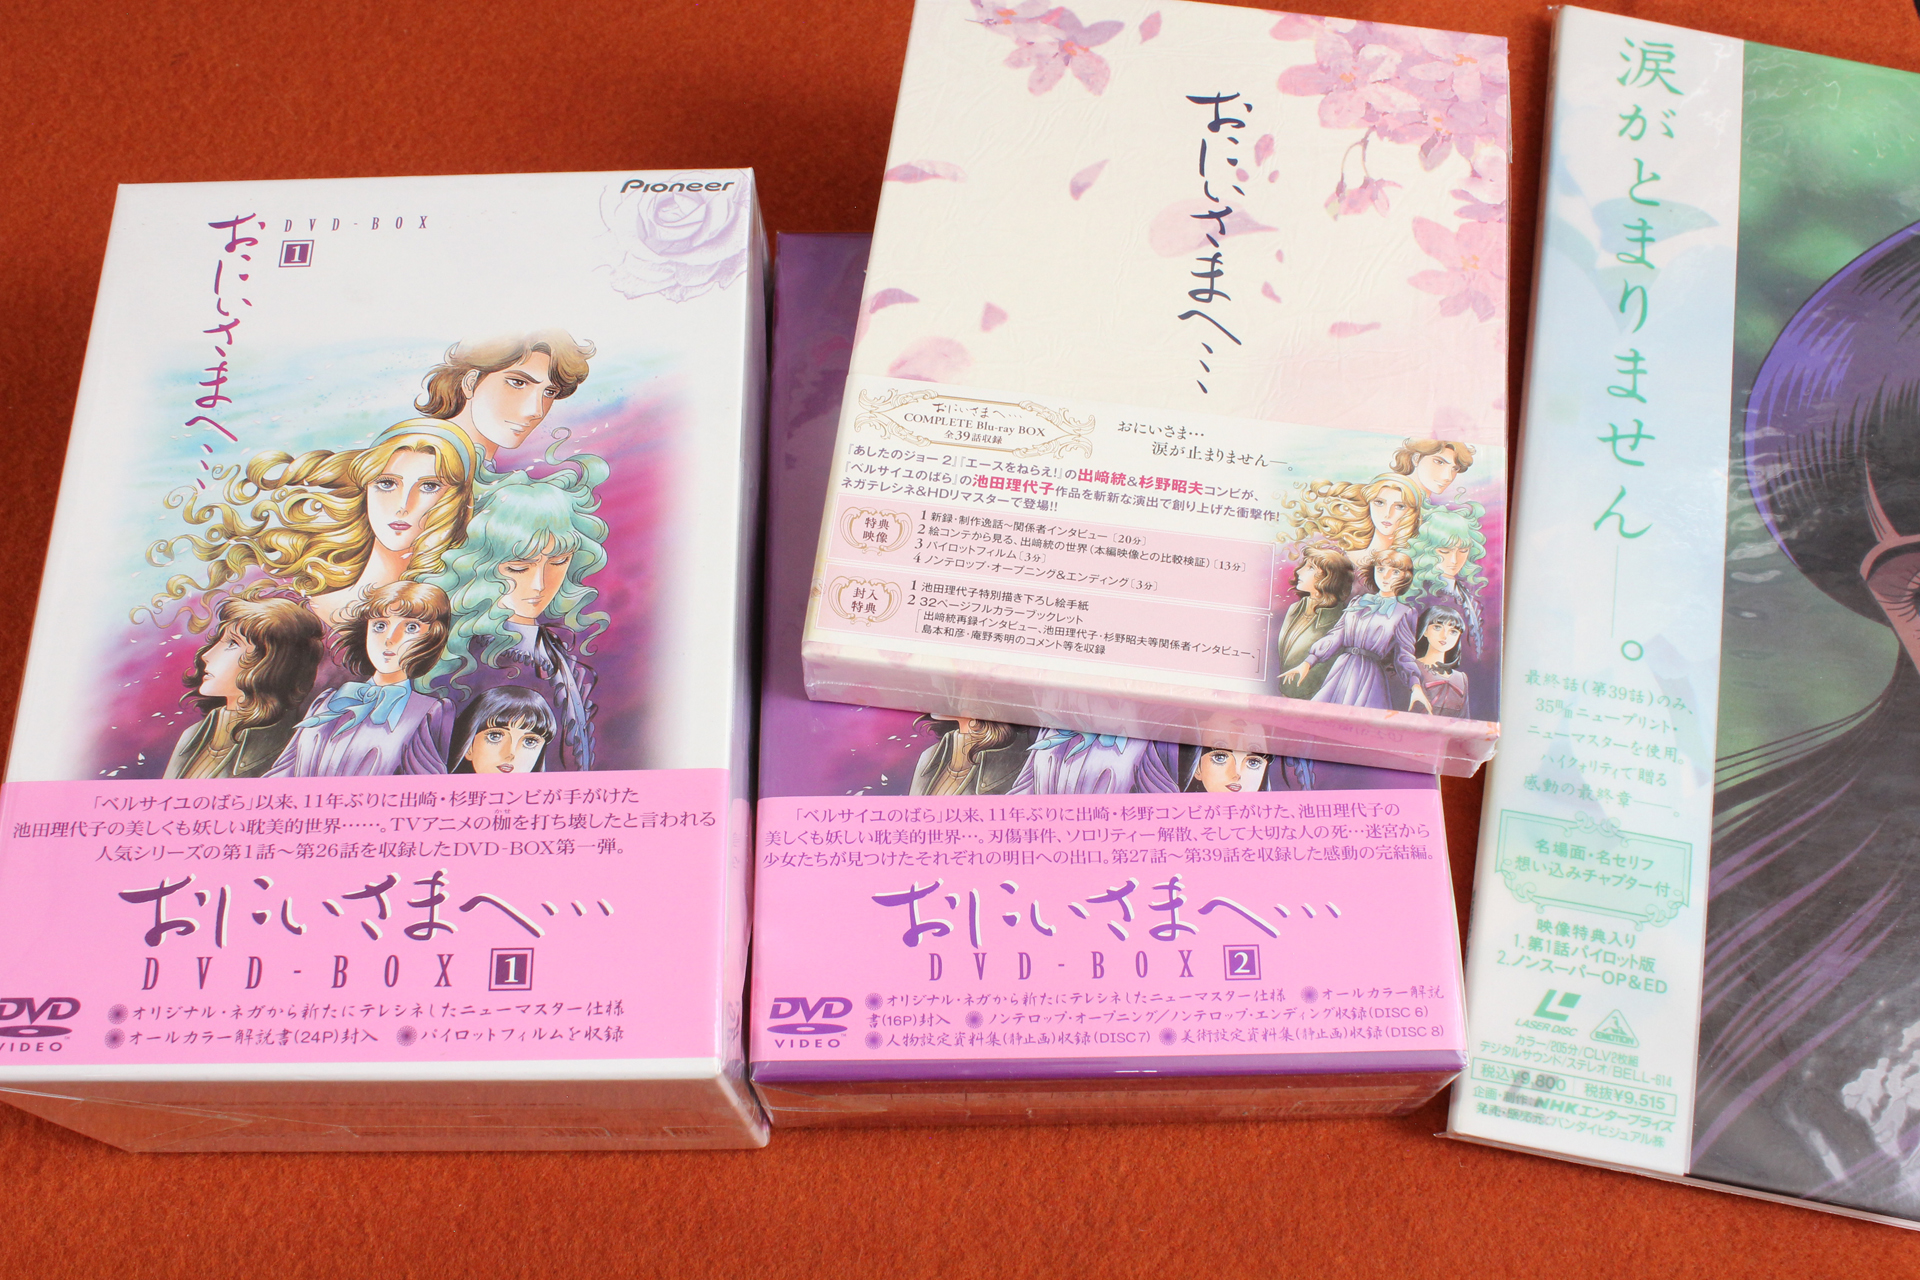 Pioneer
DVD-BOX
1
おにいさまへ…
「ベルサイユのばら」以来、11年ぶりに出崎・杉野コンビが手がけた
池田理代子の美しくも妖しい耽美的世界……。TVアニメの枷を打ち壊したと言われる
人気シリーズの第1話～第26話を収録したDVD-BOX第一弾。
おにいさまへ…
DVD-BOX 1
DVD
VIDEO
オリジナル・ネガから新たにテレシネしたニューマスター仕様
オールカラー解説書(24P)封入 パイロットフィルムを収録
「ベルサイユのばら」以来、11年ぶりに出崎・杉野コンビが手がけた、池田理代子の
美しくも妖しい耽美的世界…。刃傷事件、ソロリティー解散、そして大切な人の死…迷宮から
少女たちが見つけたそれぞれの明日への出口。第27話～第39話を収録した感動の完結編。
おにいさまへ…
DVD-BOX 2
DVD
VIDEO
オリジナル・ネガから新たにテレシネしたニューマスター仕様 オールカラー解説
書(16P)封入 ノンテロップ・オープニング/ノンテロップ・エンディング収録(DISC 6)
人物設定資料集(静止画)収録(DISC7) 美術設定資料集(静止画)収録(DISC 8)
おにいさまへ…
おにいさまへ…
COMPLETE Blu-ray BOX
全39話収録
おにいさま…
涙が止まりません―。
『あしたのジョー2』『エースをねらえ!』の出﨑統&杉野昭夫コンビが、
『ベルサイユのばら』の池田理代子作品を斬新な演出で創り上げた衝撃作!
ネガテレシネ&HDリマスターで登場!!
特典
映像
1 新録・制作逸話～関係者インタビュー［20分］
2 絵コンテから見る、出﨑統の世界(本編映像との比較検証)［13分］
3 パイロットフィルム［3分］
4 ノンテロップ・オープニング&エンディング［3分］
封入
特典
1 池田理代子特別描き下ろし絵手紙
2 32ページフルカラーブックレット
［出﨑統再録インタビュー、池田理代子・杉野昭夫等関係者インタビュー、
島本和彦・庵野秀明のコメント等を収録］
涙がとまりません──。
最終話(第39話)のみ、
35mmニュープリント・
ニューマスターを使用。
ハイクォリティで贈る
感動の最終章──。
名場面・名セリフ
想い込みチャプター付
映像特典入り
1.第1話パイロット版
2.ノンスーパーOP&ED
LASER DISC
EMOTION
カラー/205分/CLV2枚組
デジタルサウンド/ステレオ/BELL-614
税込¥9,800 税抜¥9,515
企画・制作:NHKエンタープライズ
発売・販売元:バンダイビジュアル㈱